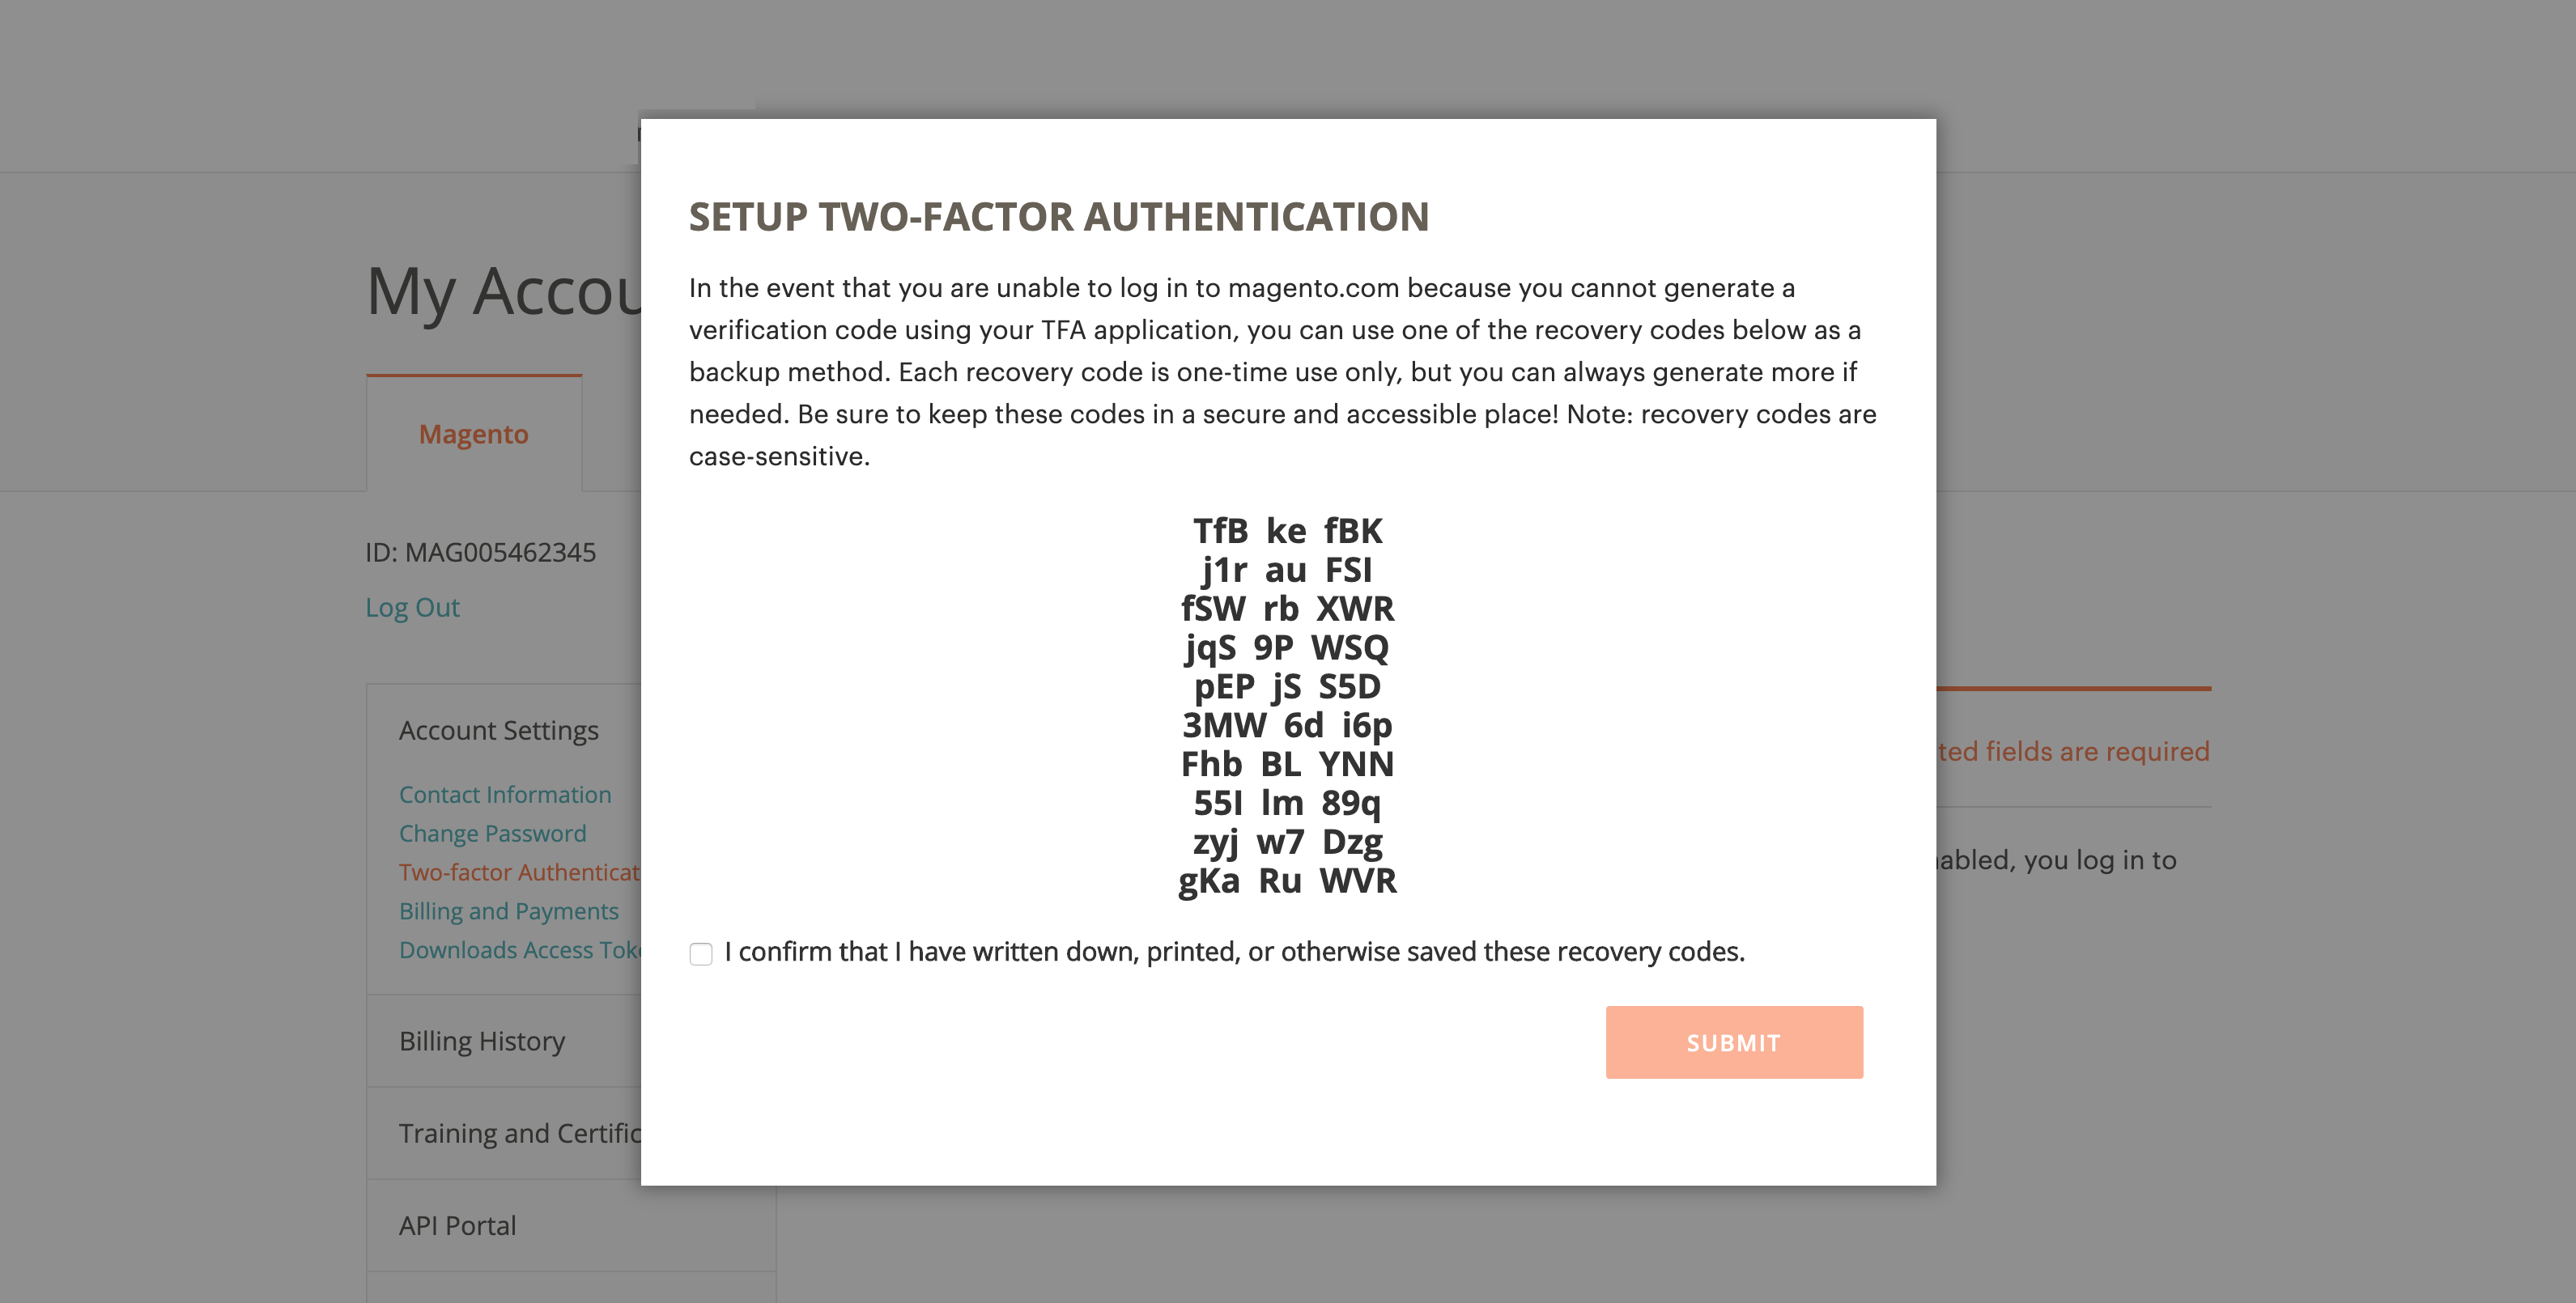 My Accou
Magento
ID: MAG005462345
Log Out
Account Settings
Contact Information
Change Password
Two-factor Authenticat
Billing and Payments
Downloads Access Tok
Billing History
Training and Certific
API Portal
SETUP TWO-FACTOR AUTHENTICATION
In the event that you are unable to log in to magento.com because you cannot generate a
verification code using your TFA application, you can use one of the recovery codes below as a
backup method. Each recovery code is one-time use only, but you can always generate more if
needed. Be sure to keep these codes in a secure and accessible place! Note: recovery codes are
case-sensitive.
TfB ke fBK
j1r au FSI
fSW rb XWR
jqS 9P WSQ
pEP jS S5D
3MW 6d i6p
Fhb BL YNN
55I lm 89q
zyj w7 Dzg
gKa Ru WVR
I confirm that I have written down, printed, or otherwise saved these recovery codes.
SUBMIT
ted fields are required
abled, you log in to